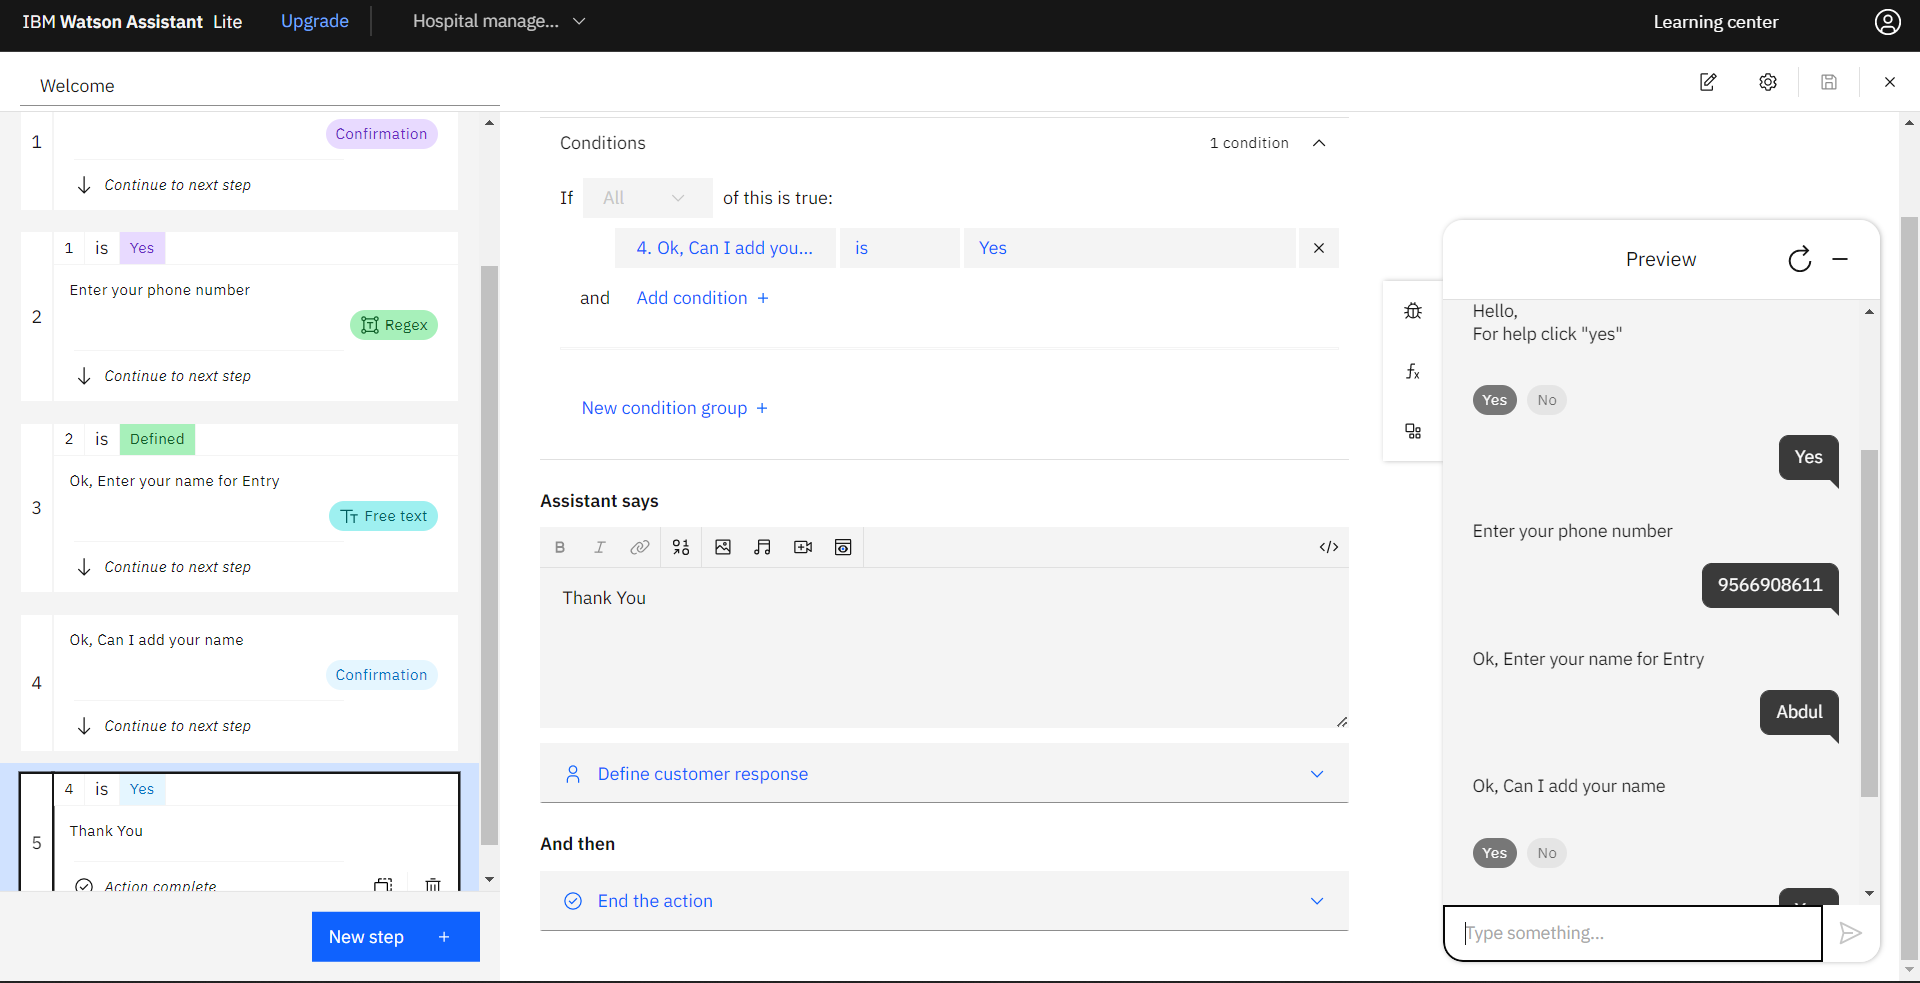 IBM Watson Assistant Lite Upgrade Hospital manage... Learning center
Welcome
1
Confirmation
Continue to next step
1 is Yes
Enter your phone number
2
Regex
Continue to next step
2 is Defined
Ok, Enter your name for Entry
3
Free text
Continue to next step
Ok, Can I add your name
4
Confirmation
Continue to next step
4 is Yes
Thank You
5
Action complete
New step +
Conditions 1 condition
If All of this is true:
4. Ok, Can I add you... is Yes
and Add condition +
New condition group +
Assistant says
B I
Thank You
Define customer response
And then
End the action
Preview
Hello,
For help click "yes"
Yes No
Yes
Enter your phone number
9566908611
Ok, Enter your name for Entry
Abdul
Ok, Can I add your name
Yes No
Type something...